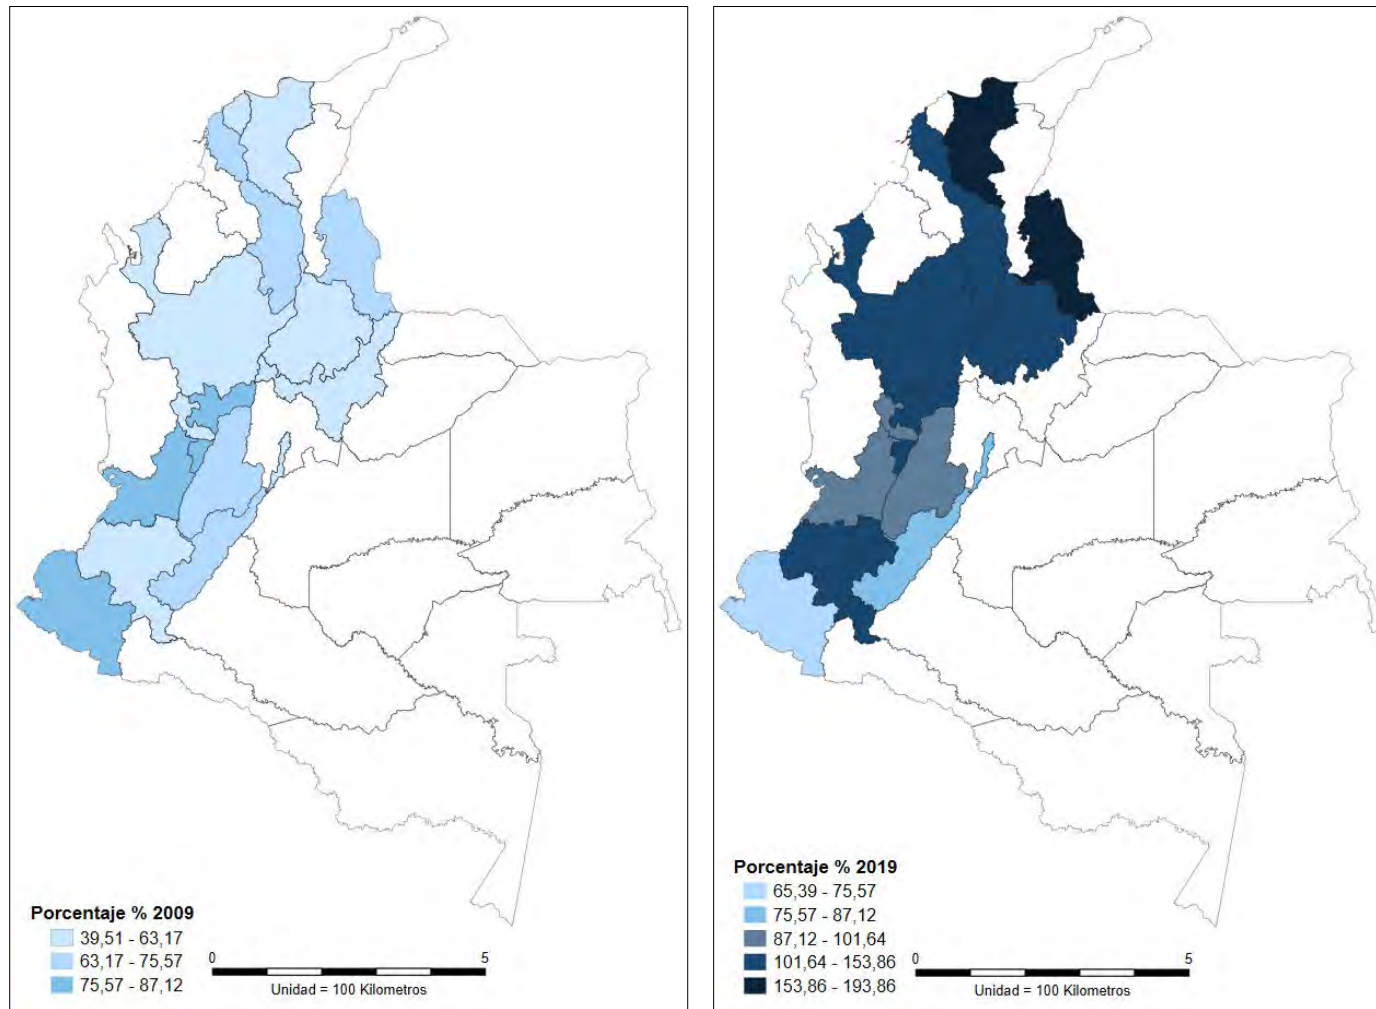 Porcentaje % 2009
39,51 - 63,17
63,17 - 75,57
75,57 - 87,12
0 5
Unidad = 100 Kilometros
Porcentaje % 2019
65,39 - 75,57
75,57 - 87,12
87,12 - 101,64
101,64 - 153,86
153,86 - 193,86
0 5
Unidad = 100 Kilometros